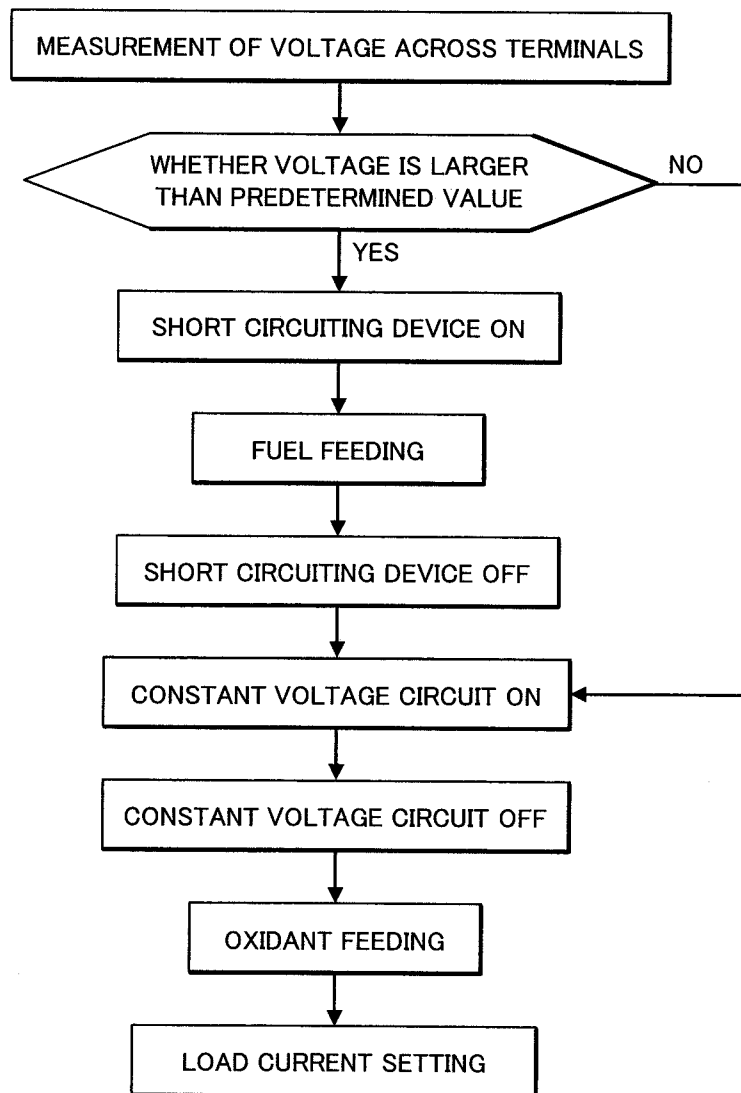 MEASUREMENT OF VOLTAGE ACROSS TERMINALS
WHETHER VOLTAGE IS LARGER
THAN PREDETERMINED VALUE
NO
YES
SHORT CIRCUITING DEVICE ON
FUEL FEEDING
SHORT CIRCUITING DEVICE OFF
CONSTANT VOLTAGE CIRCUIT ON
CONSTANT VOLTAGE CIRCUIT OFF
OXIDANT FEEDING
LOAD CURRENT SETTING